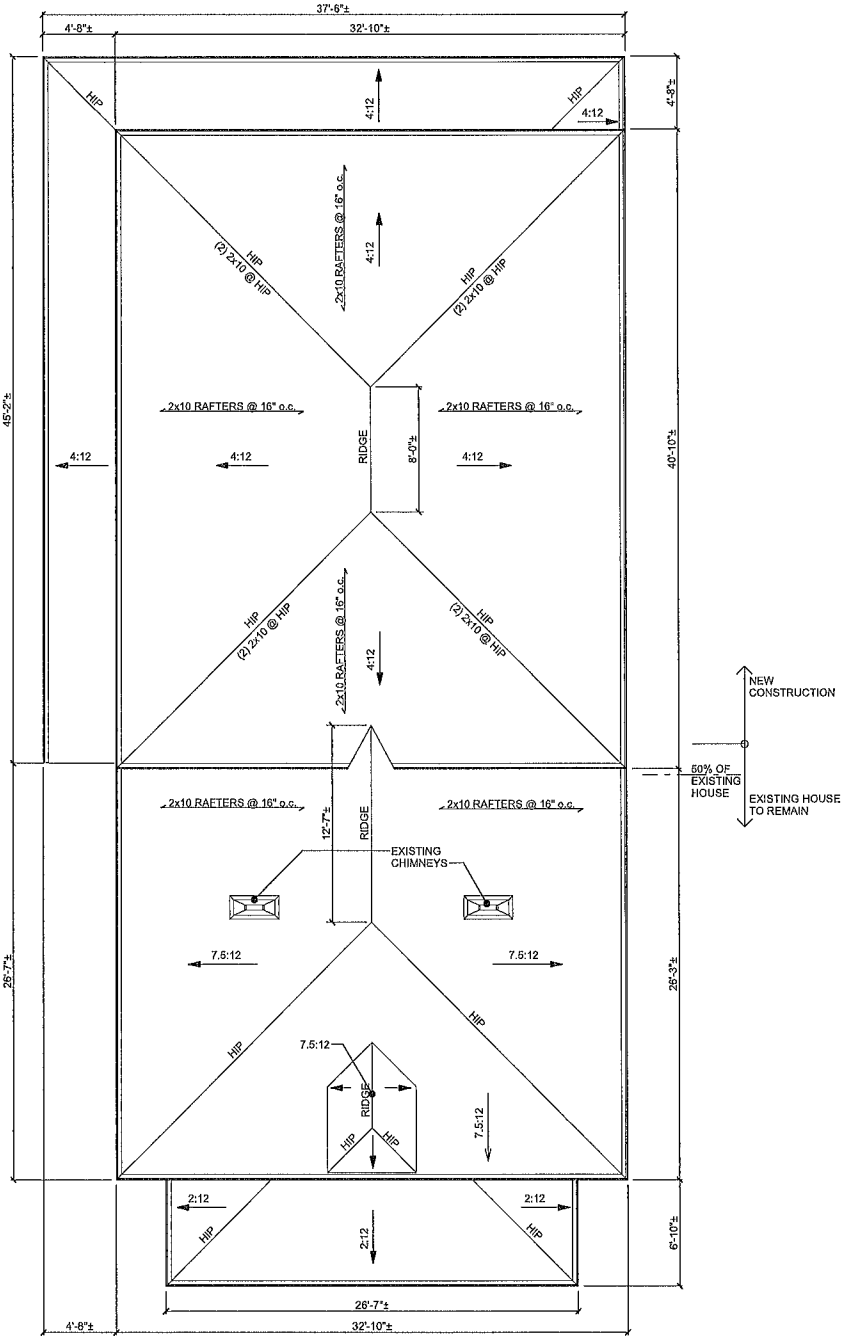 37'-6"±
4'-8"±
32'-10"±
HIP
4:12
HIP
4:12
4'-8"±
2x10 RAFTERS @ 16" o.c.
4:12
HIP
(2) 2x10 @ HIP
HIP
(2) 2x10 @ HIP
45'-2"±
2x10 RAFTERS @ 16" o.c.
2x10 RAFTERS @ 16" o.c.
RIDGE
8'-0"±
40'-10"±
4:12
4:12
4:12
HIP
(2) 2x10 @ HIP
2x10 RAFTERS @ 16" o.c.
4:12
HIP
(2) 2x10 @ HIP
NEW
CONSTRUCTION
50% OF
EXISTING
HOUSE
EXISTING HOUSE
TO REMAIN
2x10 RAFTERS @ 16" o.c.
2x10 RAFTERS @ 16" o.c.
12'-7"±
RIDGE
EXISTING
CHIMNEYS
7.5:12
7.5:12
26'-7"±
26'-3"±
HIP
HIP
7.5:12
RIDGE
HIP
HIP
7.5:12
2:12
2:12
HIP
2:12
HIP
6'-10"±
26'-7"±
4'-8"±
32'-10"±